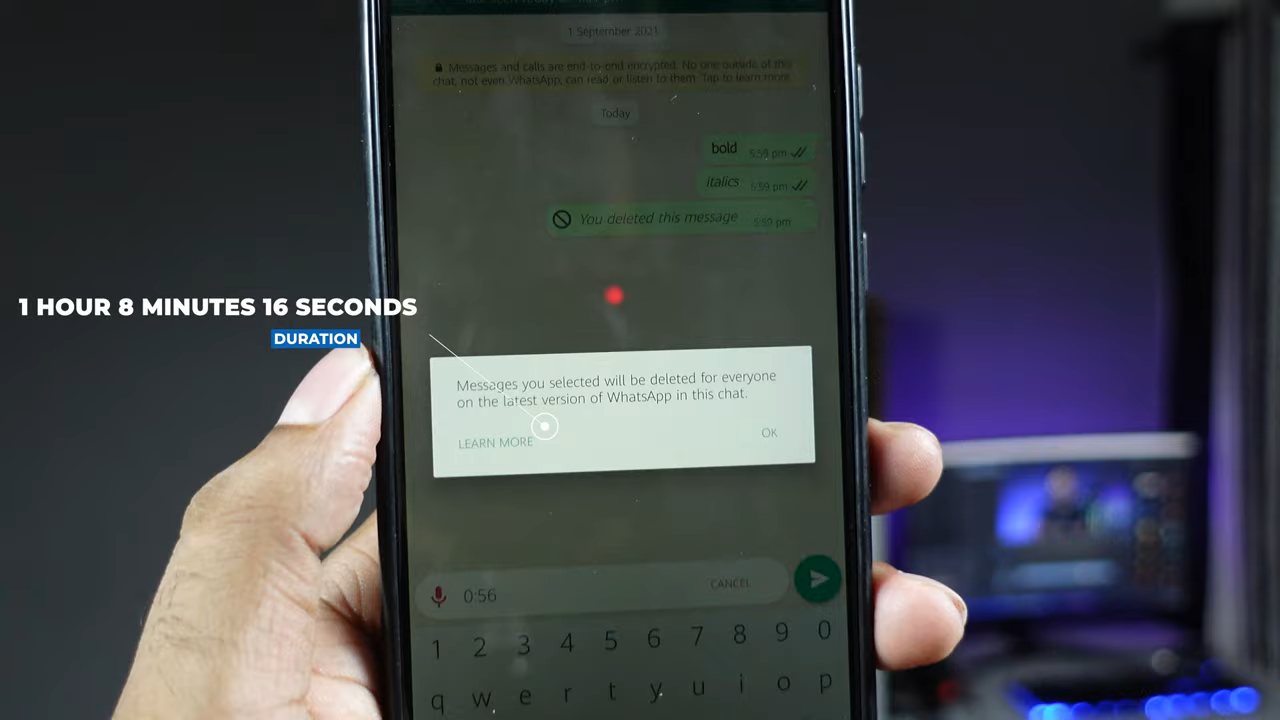 1 September 2021
Messages and calls are end-to-end encrypted. No one outside of this
chat, not even WhatsApp, can read or listen to them. Tap to learn more.
Today
bold 5:59 pm
italics 5:59 pm
You deleted this message 5:59 pm
1 HOUR 8 MINUTES 16 SECONDS
DURATION
Messages you selected will be deleted for everyone
on the latest version of WhatsApp in this chat.
LEARN MORE OK
0:56 CANCEL
1 2 3 4 5 6 7 8 9 0
q w e r t y u i o p